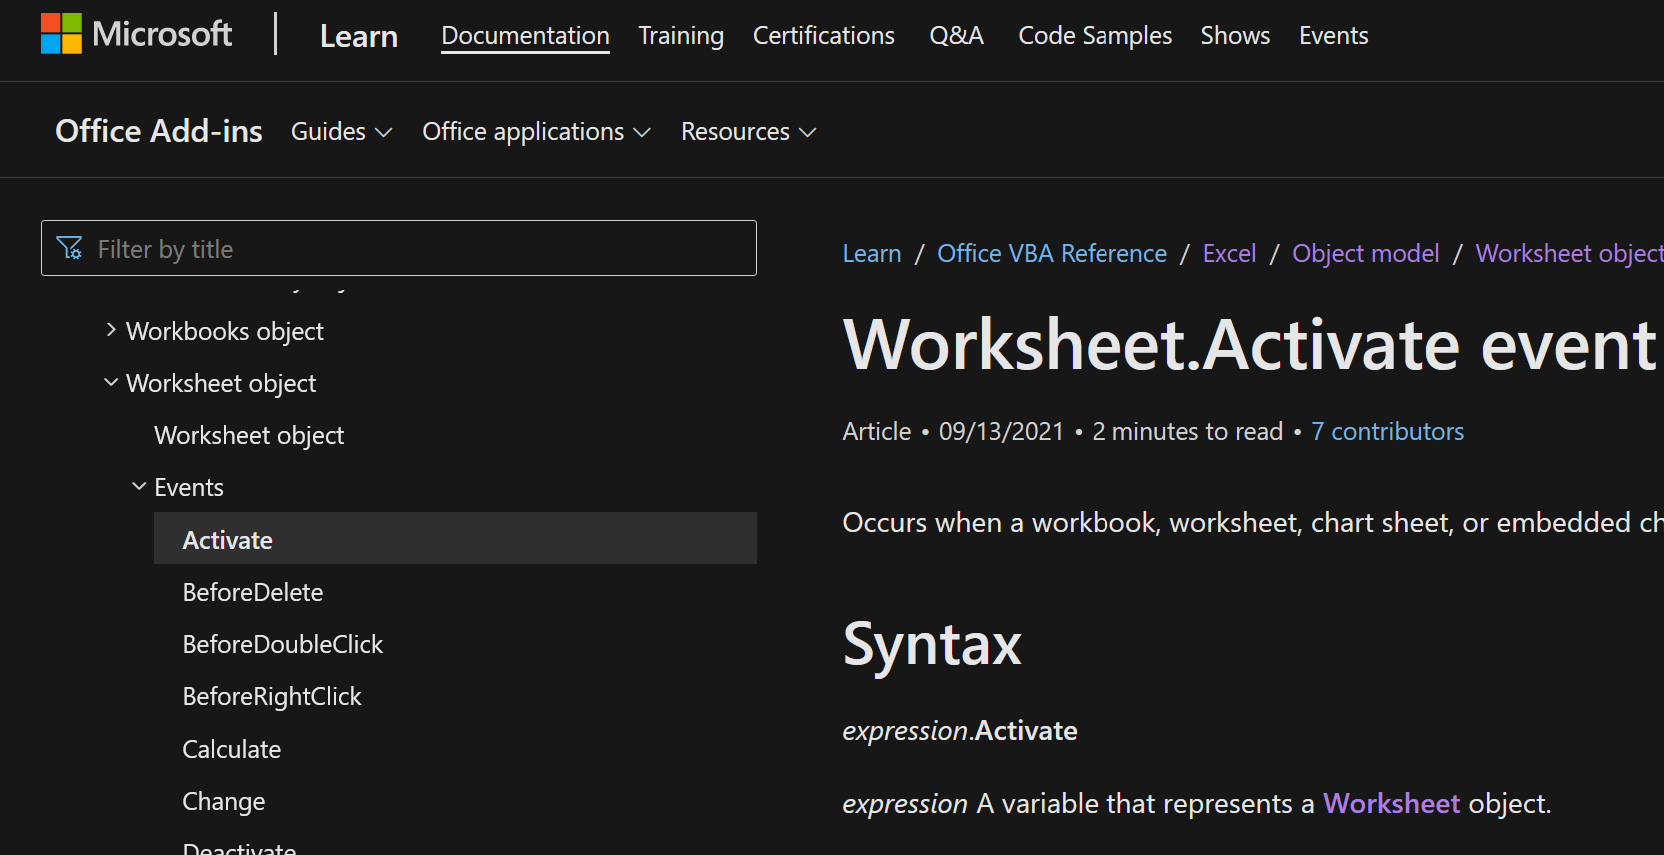 Microsoft Learn Documentation Training Certifications Q&A Code Samples Shows Events
Office Add-ins Guides Office applications Resources
Filter by title
Workbooks object
Worksheet object
Worksheet object
Events
Activate
BeforeDelete
BeforeDoubleClick
BeforeRightClick
Calculate
Change
Deactivate
Learn / Office VBA Reference / Excel / Object model / Worksheet object
Worksheet.Activate event
Article • 09/13/2021 • 2 minutes to read • 7 contributors
Occurs when a workbook, worksheet, chart sheet, or embedded ch
Syntax
expression.Activate
expression A variable that represents a Worksheet object.